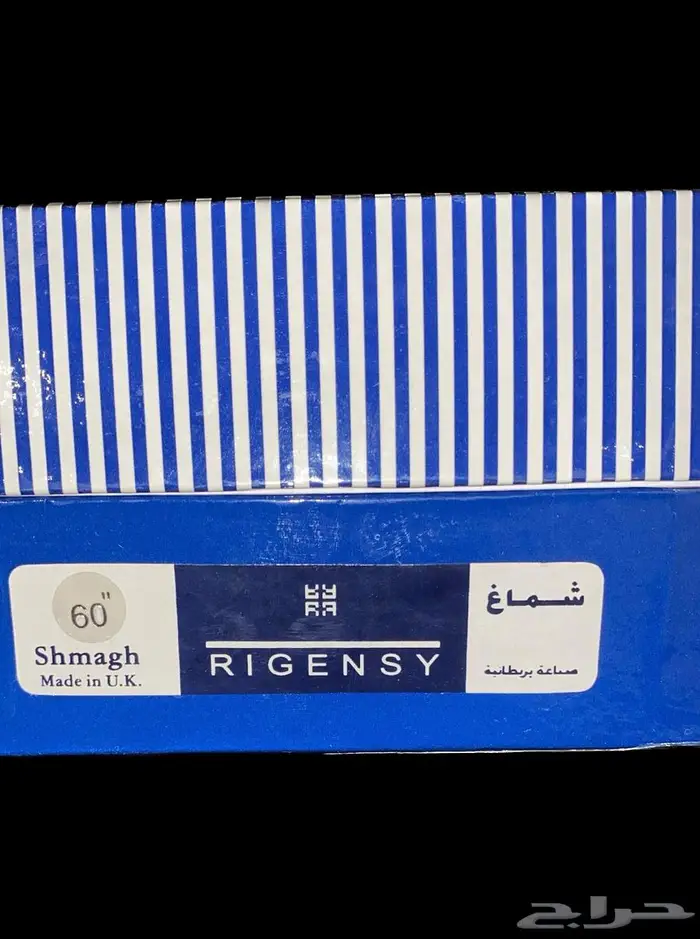 60"
Shmagh
Made in U.K.
RIGENSY
شماغ
صناعة بريطانية
حراج